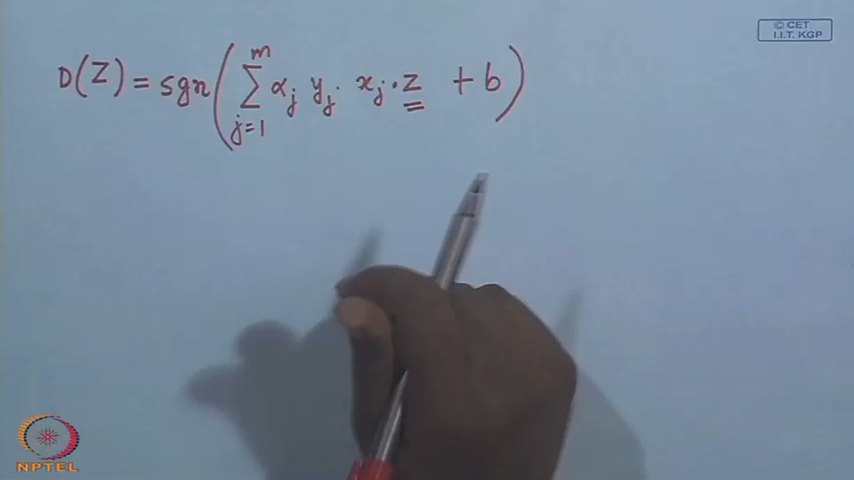 © CET
I.I.T. KGP
D(Z) = sgn( ∑_{j=1}^{m} α_j y_j x_j · z + b )
NPTEL